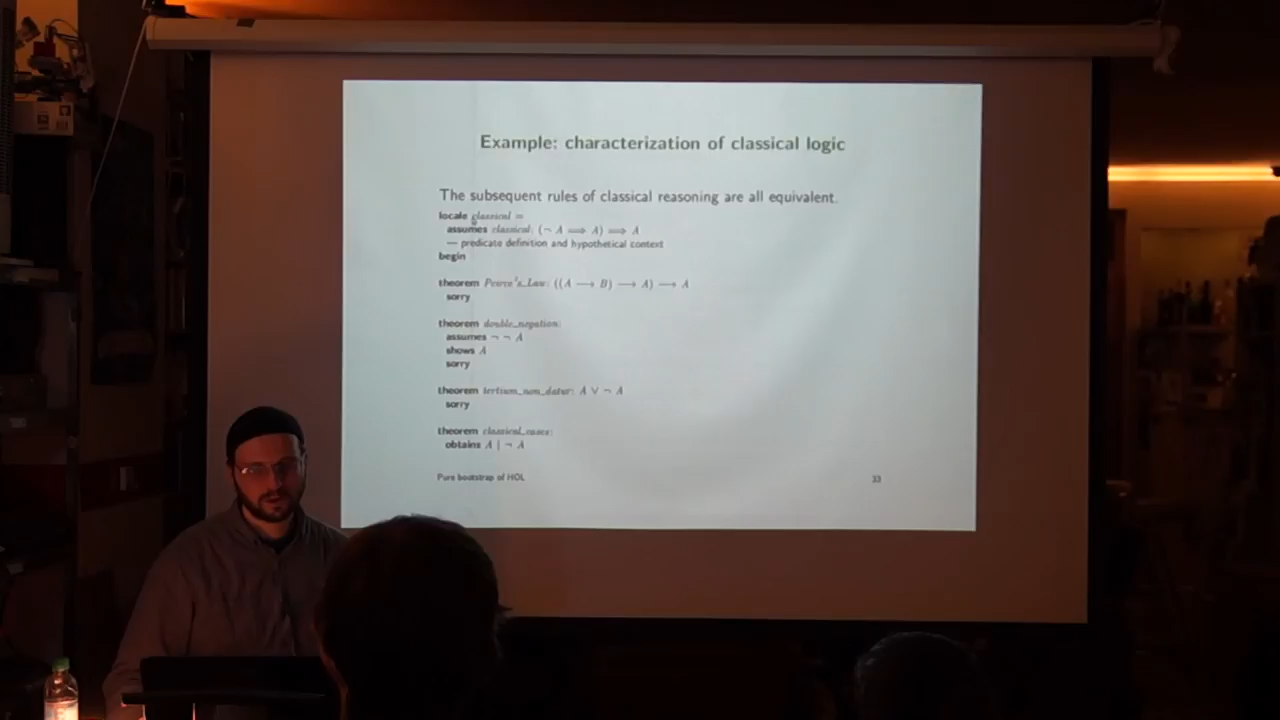 Example: characterization of classical logic
The subsequent rules of classical reasoning are all equivalent.
locale classical =
assumes classical: (¬ A ⟹ A) ⟹ A
— predicate definition and hypothetical context
begin
theorem Peirce's_Law: ((A ⟶ B) ⟶ A) ⟶ A
sorry
theorem double_negation:
assumes ¬ ¬ A
shows A
sorry
theorem tertium_non_datur: A ∨ ¬ A
sorry
theorem classical_cases:
obtains A | ¬ A
Pure bootstrap of HOL
33